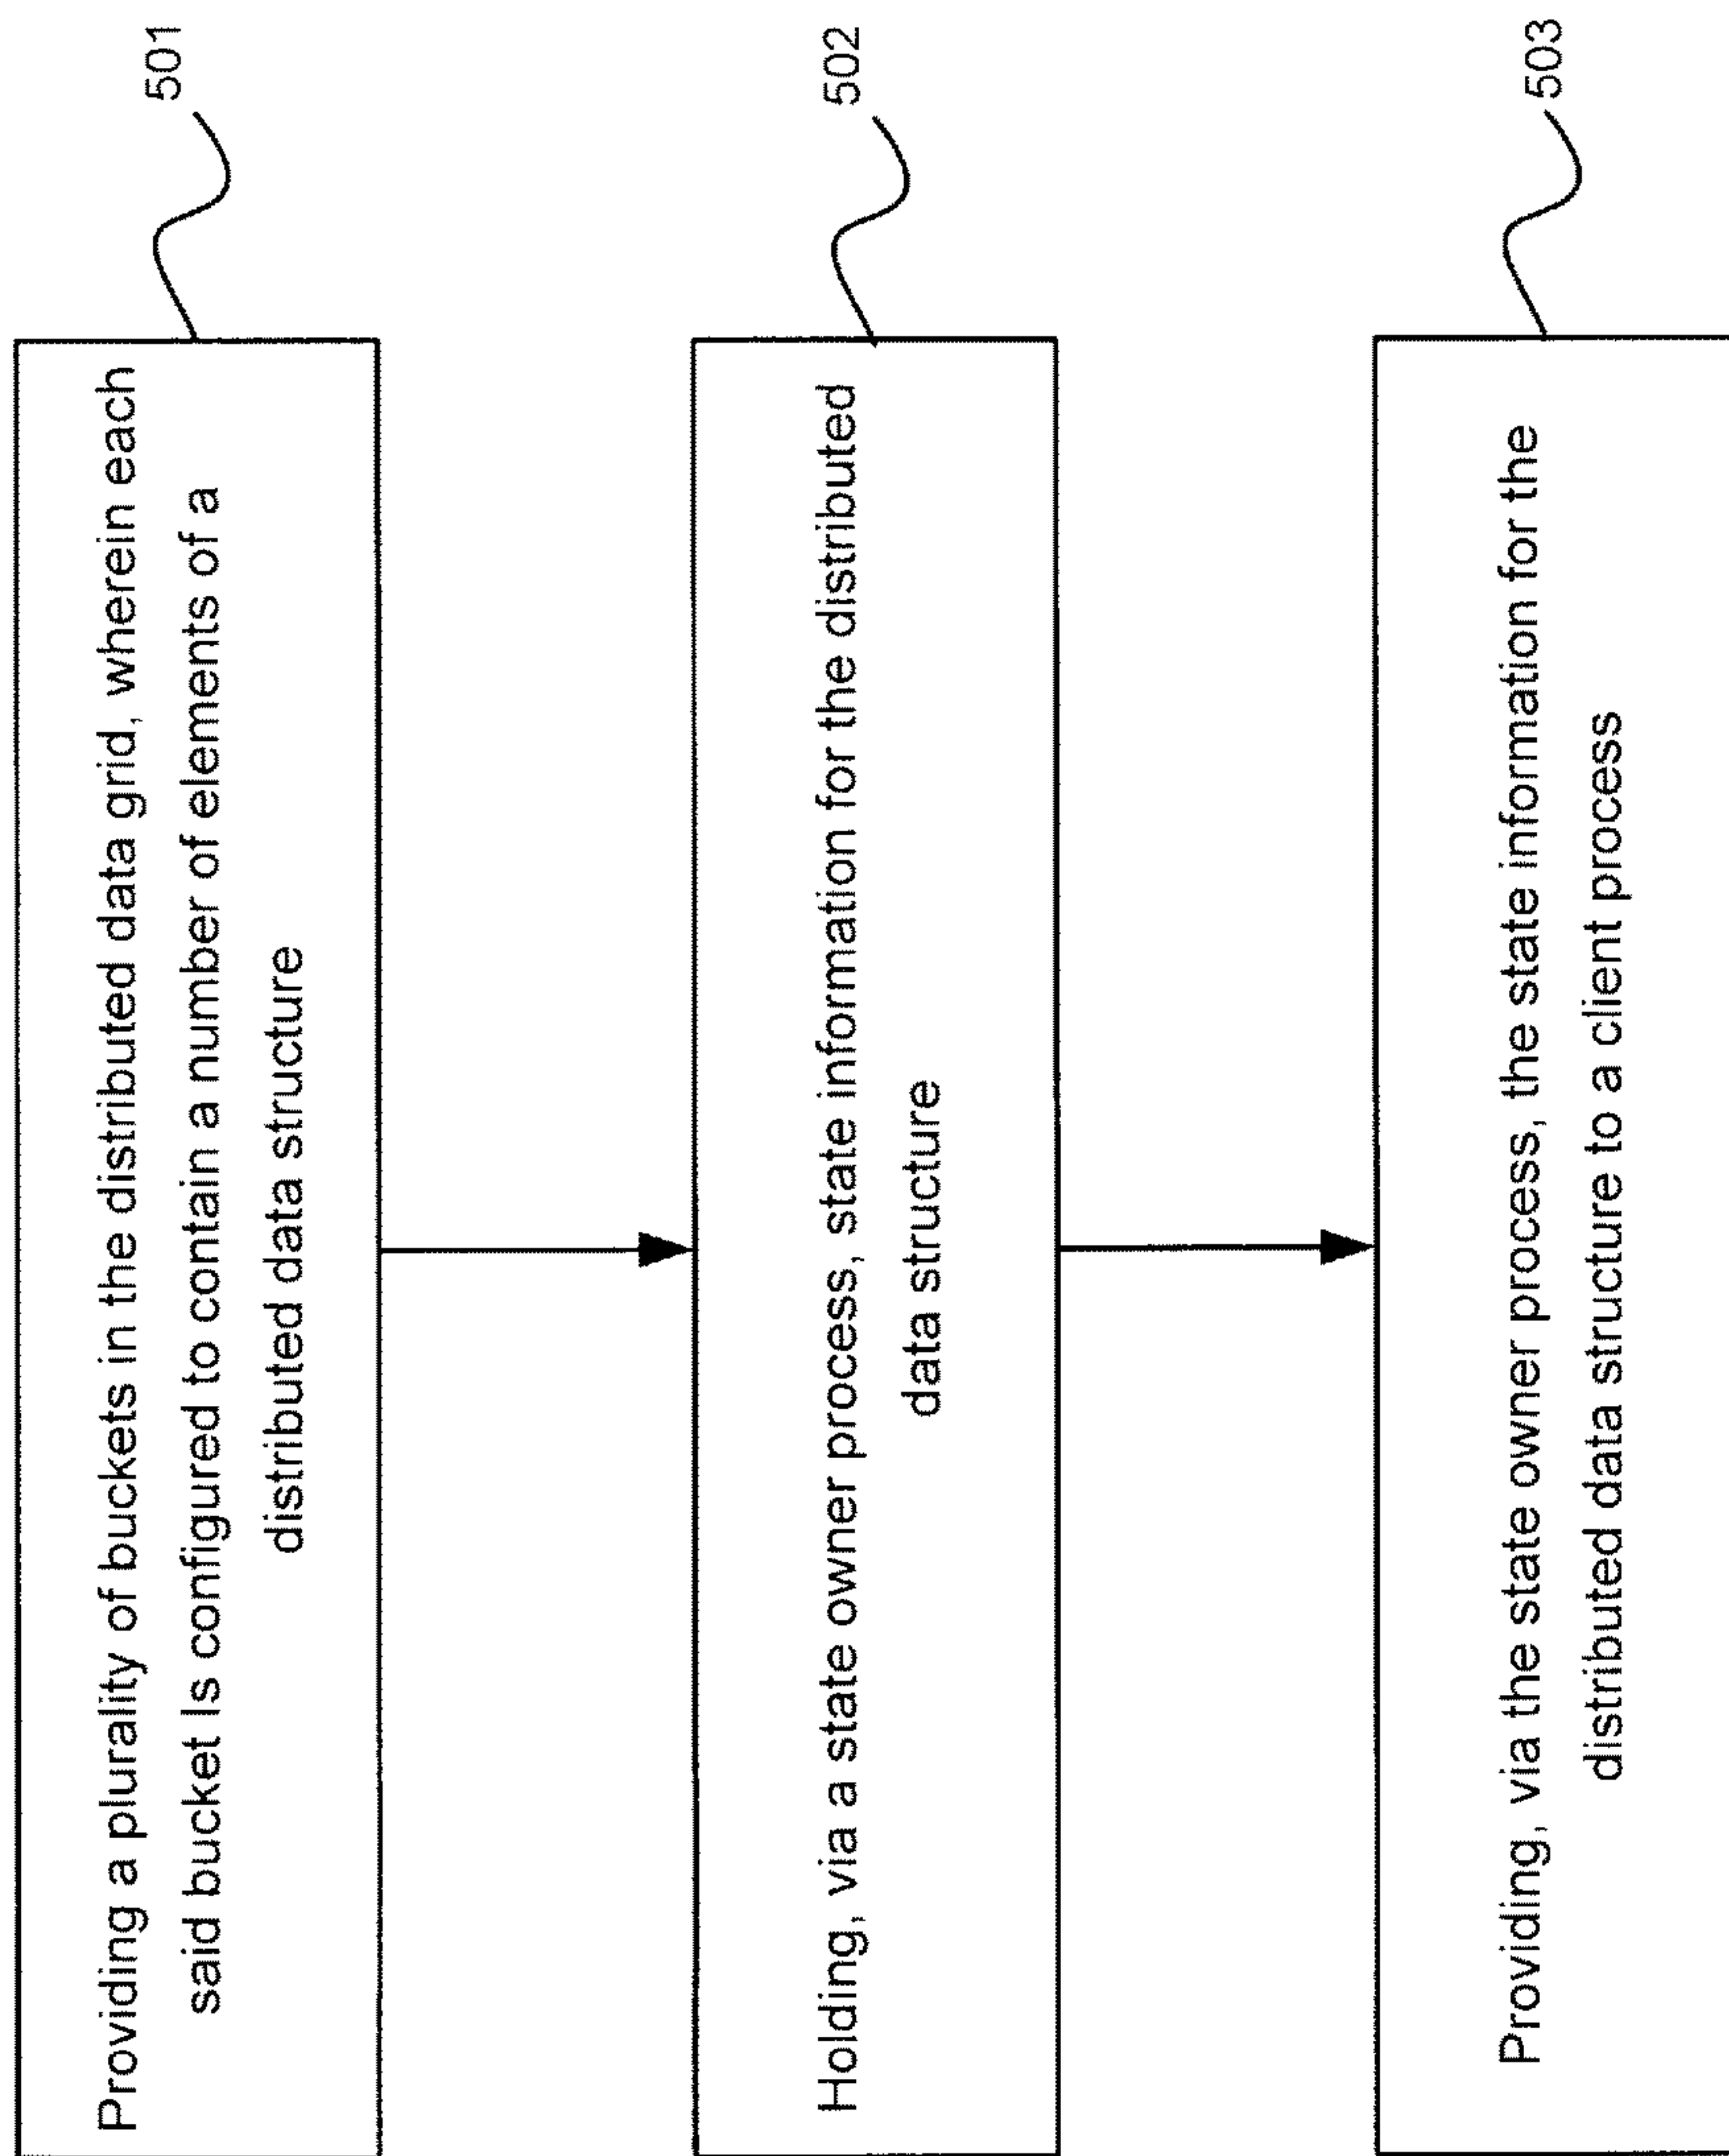 Providing a plurality of buckets in the distributed data grid, wherein each
said bucket is configured to contain a number of elements of a
distributed data structure
501
Holding, via a state owner process, state information for the distributed
data structure
502
Providing, via the state owner process, the state information for the
distributed data structure to a client process
503